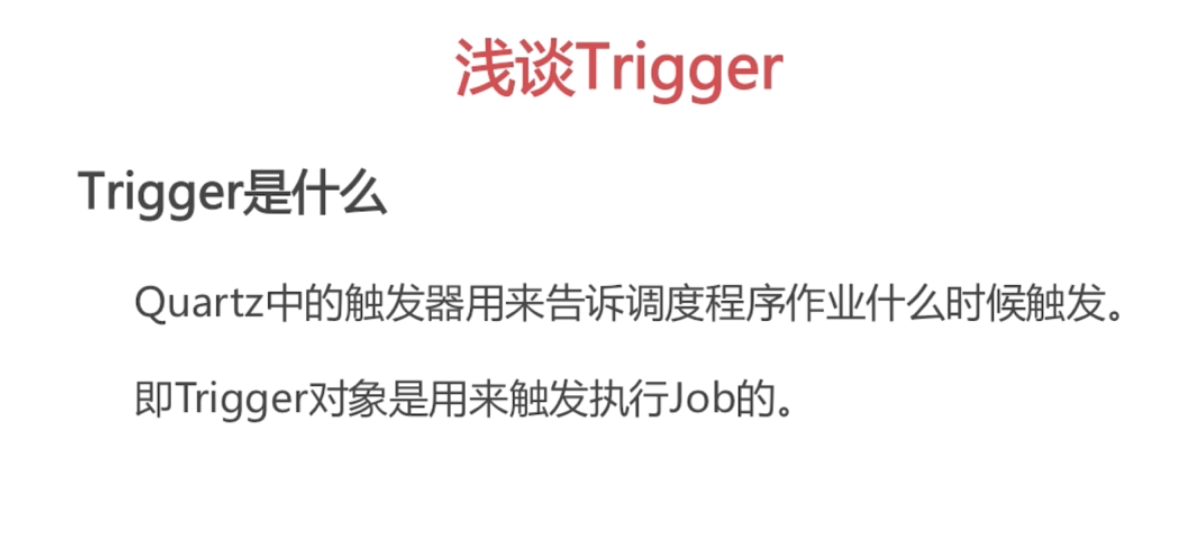 浅谈Trigger
Trigger是什么
Quartz中的触发器用来告诉调度程序作业什么时候触发。
即Trigger对象是用来触发执行Job的。